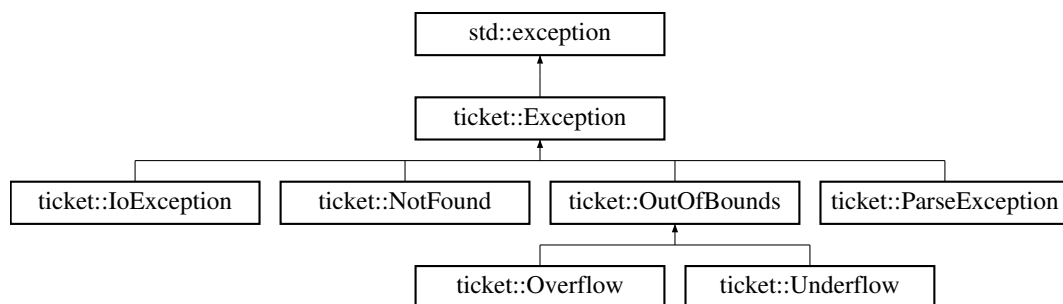 std::exception
ticket::Exception
ticket::IoException
ticket::NotFound
ticket::OutOfBounds
ticket::ParseException
ticket::Overflow
ticket::Underflow